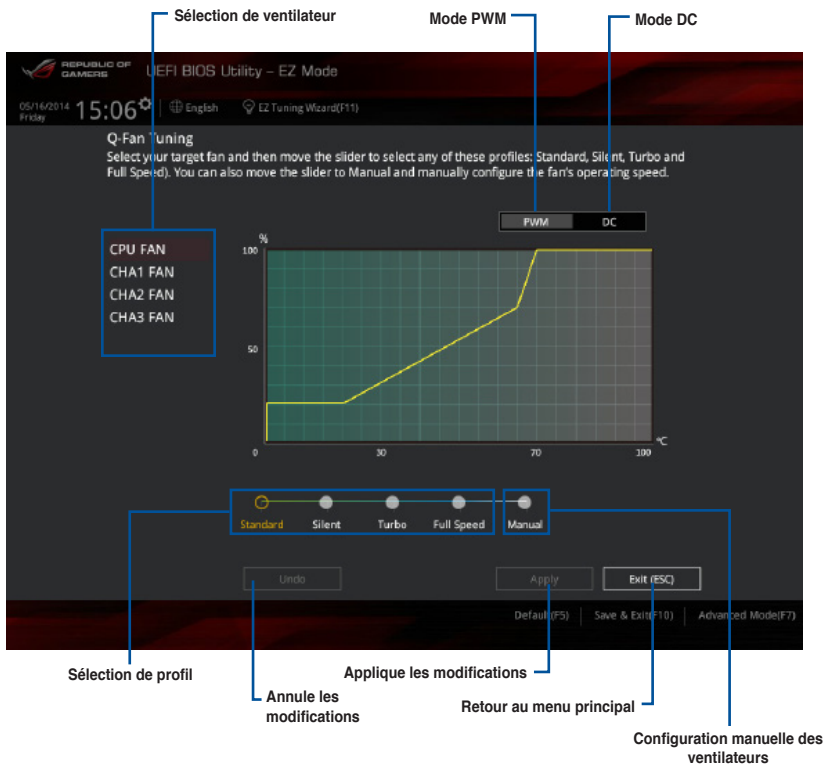 Sélection de ventilateur
Mode PWM
Mode DC
REPUBLIC OF
GAMERS
UEFI BIOS Utility – EZ Mode
05/16/2014
Friday
15:06
English
EZ Tuning Wizard(F11)
Q-Fan Tuning
Select your target fan and then move the slider to select any of these profiles: Standard, Silent, Turbo and
Full Speed). You can also move the slider to Manual and manually configure the fan's operating speed.
PWM DC
CPU FAN
CHA1 FAN
CHA2 FAN
CHA3 FAN
%
100
50
°C
0 30 70 100
Standard Silent Turbo Full Speed Manual
Undo Apply Exit (ESC)
Default(F5) Save & Exit(F10) Advanced Mode(F7)
Sélection de profil
Applique les modifications
Annule les
modifications
Retour au menu principal
Configuration manuelle des
ventilateurs